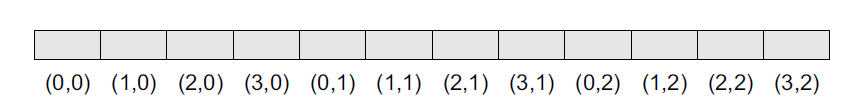 (0,0) (1,0) (2,0) (3,0) (0,1) (1,1) (2,1) (3,1) (0,2) (1,2) (2,2) (3,2)